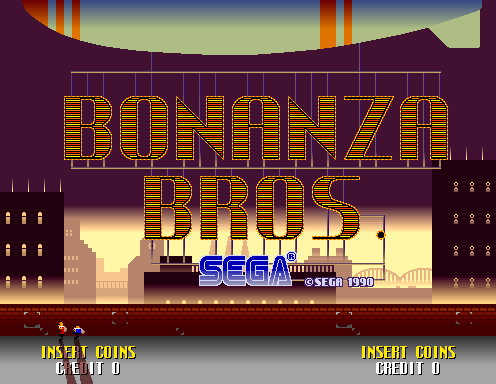 BONANZA
BROS
SEGA®
© SEGA 1990
INSERT COINS
CREDIT 0
INSERT COINS
CREDIT 0